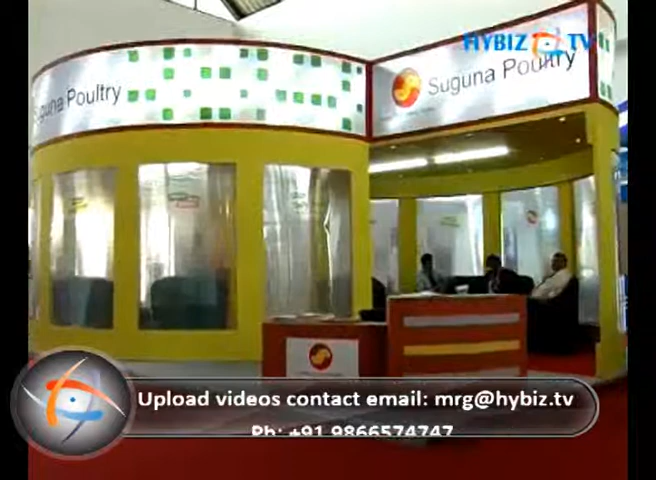 HYBIZ TV
Suguna Poultry
Suguna Poultry
Upload videos contact email: mrg@hybiz.tv
Ph: +91 9866574747